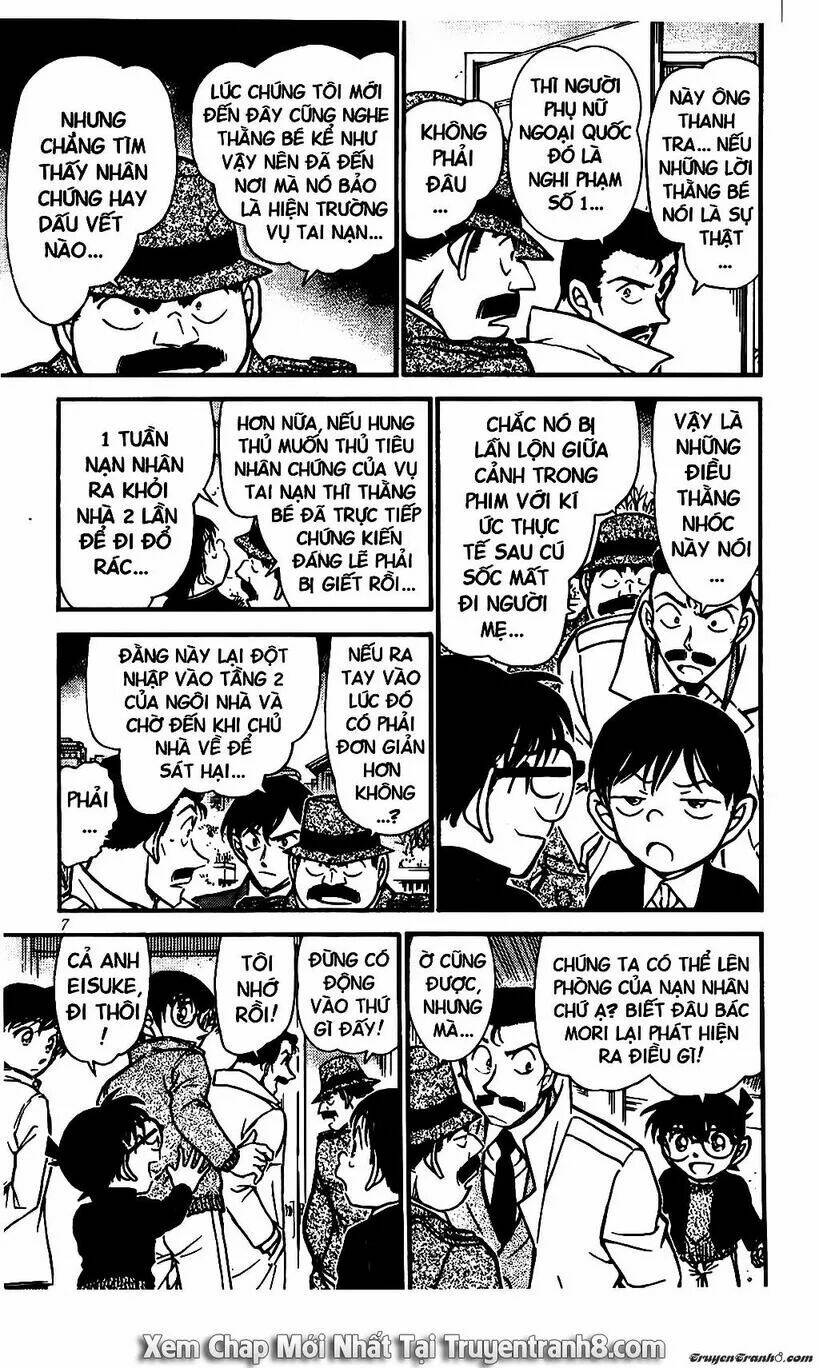 NÀY ÔNG
THANH
TRA... NẾU
NHỮNG LỜI
THẰNG BÉ
NÓI LÀ SỰ
THẬT
...
THÌ NGƯỜI
PHỤ NỮ
NGOẠI QUỐC
ĐÓ LÀ
NGHI PHẠM
SỐ 1...
KHÔNG
PHẢI
ĐÂU
...
LÚC CHÚNG TÔI MỚI
ĐẾN ĐÂY CŨNG NGHE
THẰNG BÉ KỂ NHƯ
VẬY NÊN ĐÃ ĐẾN
NƠI MÀ NÓ BẢO
LÀ HIỆN TRƯỜNG
VỤ TAI NẠN...
NHƯNG
CHẲNG TÌM
THẤY NHÂN
CHỨNG HAY
DẤU VẾT
NÀO...
VẬY LÀ
NHỮNG
ĐIỀU
THẰNG
NHÓC
NÀY NÓI
...
CHẮC NÓ BỊ
LẪN LỘN GIỮA
CẢNH TRONG
PHIM VỚI KÍ
ỨC THỰC
TẾ SAU CÚ
SỐC MẤT
ĐI NGƯỜI
MẸ...
HƠN NỮA, NẾU HUNG
THỦ MUỐN THỦ TIÊU
NHÂN CHỨNG CỦA VỤ
TAI NẠN THÌ THẰNG
BÉ ĐÃ TRỰC TIẾP
CHỨNG KIẾN
ĐÁNG LẼ PHẢI
BỊ GIẾT RỒI...
1 TUẦN
NẠN NHÂN
RA KHỎI
NHÀ 2 LẦN
ĐỂ ĐI ĐỔ
RÁC...
NẾU RA
TAY VÀO
LÚC ĐÓ
CÓ PHẢI
ĐƠN GIẢN
HƠN
KHÔNG
...?
ĐẰNG NÀY LẠI ĐỘT
NHẬP VÀO TẦNG 2
CỦA NGÔI NHÀ VÀ
CHỜ ĐẾN KHI CHỦ
NHÀ VỀ ĐỂ
SÁT HẠI...
PHẢI
...
7
CHÚNG TA CÓ THỂ LÊN
PHÒNG CỦA NẠN NHÂN
CHỨ Ạ? BIẾT ĐÂU BÁC
MORI LẠI PHÁT HIỆN
RA ĐIỀU GÌ!
Ờ CŨNG
ĐƯỢC,
NHƯNG
MÀ...
ĐỪNG CÓ
ĐỘNG
VÀO THỨ
GÌ ĐẤY!
TÔI
NHỚ
RỒI!
CẢ ANH
EISUKE,
ĐI THÔI
!
Xem Chap Mới Nhất Tại Truyentranh8.com
TruyenTranh8.com